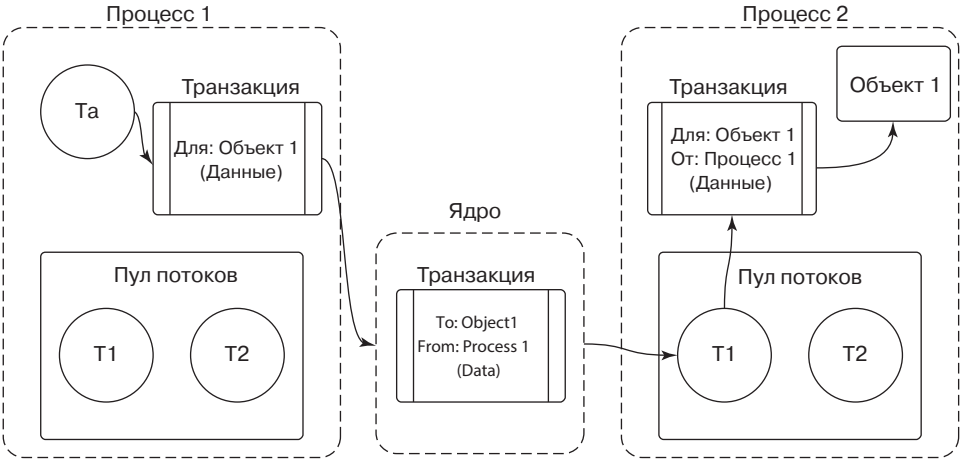 Процесс 1
Ta
Транзакция
Для: Объект 1
(Данные)
Пул потоков
T1
T2
Ядро
Транзакция
To: Object1
From: Process 1
(Data)
Процесс 2
Транзакция
Для: Объект 1
От: Процесс 1
(Данные)
Объект 1
Пул потоков
T1
T2